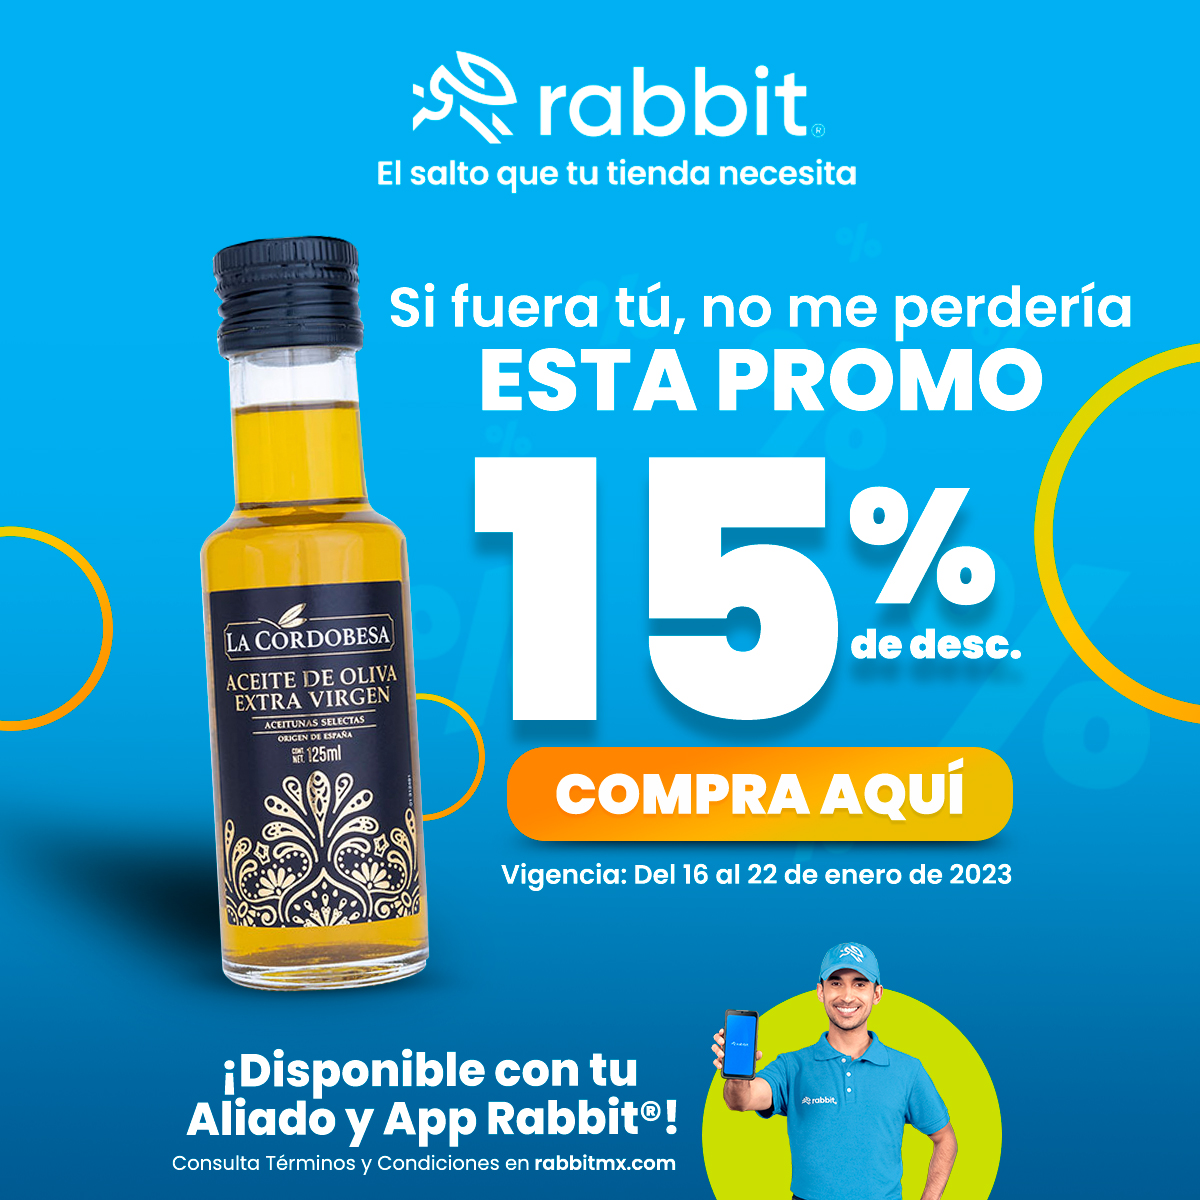 rabbit®
El salto que tu tienda necesita
Si fuera tú, no me perdería
ESTA PROMO
15%
de desc.
COMPRA AQUÍ
Vigencia: Del 16 al 22 de enero de 2023
LA CORDOBESA
ACEITE DE OLIVA
EXTRA VIRGEN
ACEITUNAS SELECTAS
ORIGEN DE ESPAÑA
CONT. NET. 125ml
rabbit.
¡Disponible con tu
Aliado y App Rabbit®!
Consulta Términos y Condiciones en rabbitmx.com